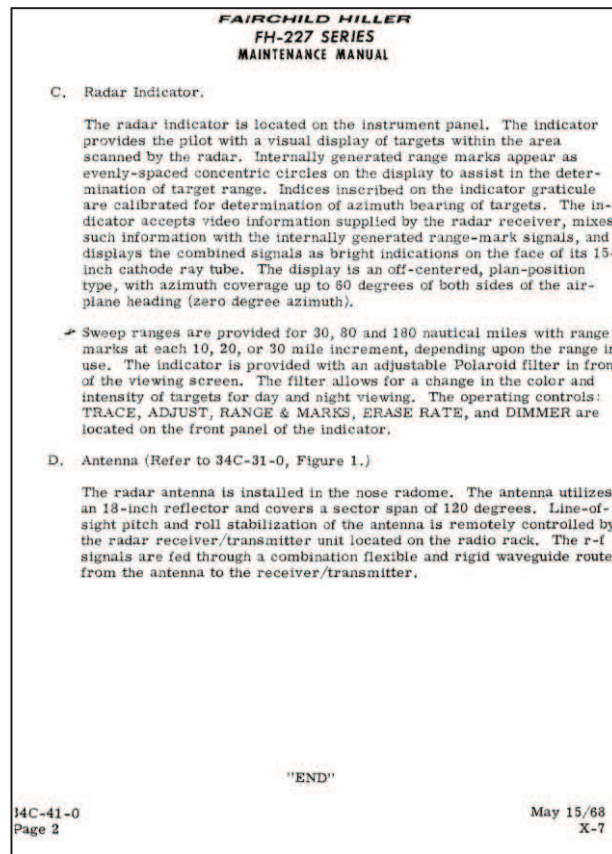 FAIRCHILD HILLER
FH-227 SERIES
MAINTENANCE MANUAL
C. Radar Indicator.
The radar indicator is located on the instrument panel. The indicator
provides the pilot with a visual display of targets within the area
scanned by the radar. Internally generated range marks appear as
evenly-spaced concentric circles on the display to assist in the deter-
mination of target range. Indices inscribed on the indicator graticule
are calibrated for determination of azimuth bearing of targets. The in-
dicator accepts video information supplied by the radar receiver, mixes
such information with the internally generated range-mark signals, and
displays the combined signals as bright indications on the face of its 15-
inch cathode ray tube. The display is an off-centered, plan-position
type, with azimuth coverage up to 60 degrees of both sides of the air-
plane heading (zero degree azimuth).
Sweep ranges are provided for 30, 80 and 180 nautical miles with range
marks at each 10, 20, or 30 mile increment, depending upon the range in
use. The indicator is provided with an adjustable Polaroid filter in fron
of the viewing screen. The filter allows for a change in the color and
intensity of targets for day and night viewing. The operating controls:
TRACE, ADJUST, RANGE & MARKS, ERASE RATE, and DIMMER are
located on the front panel of the indicator.
D. Antenna (Refer to 34C-31-0, Figure 1.)
The radar antenna is installed in the nose radome. The antenna utilizes
an 18-inch reflector and covers a sector span of 120 degrees. Line-of-
sight pitch and roll stabilization of the antenna is remotely controlled by
the radar receiver/transmitter unit located on the radio rack. The r-f
signals are fed through a combination flexible and rigid waveguide route
from the antenna to the receiver/transmitter.
"END"
34C-41-0
May 15/68
Page 2
X-7